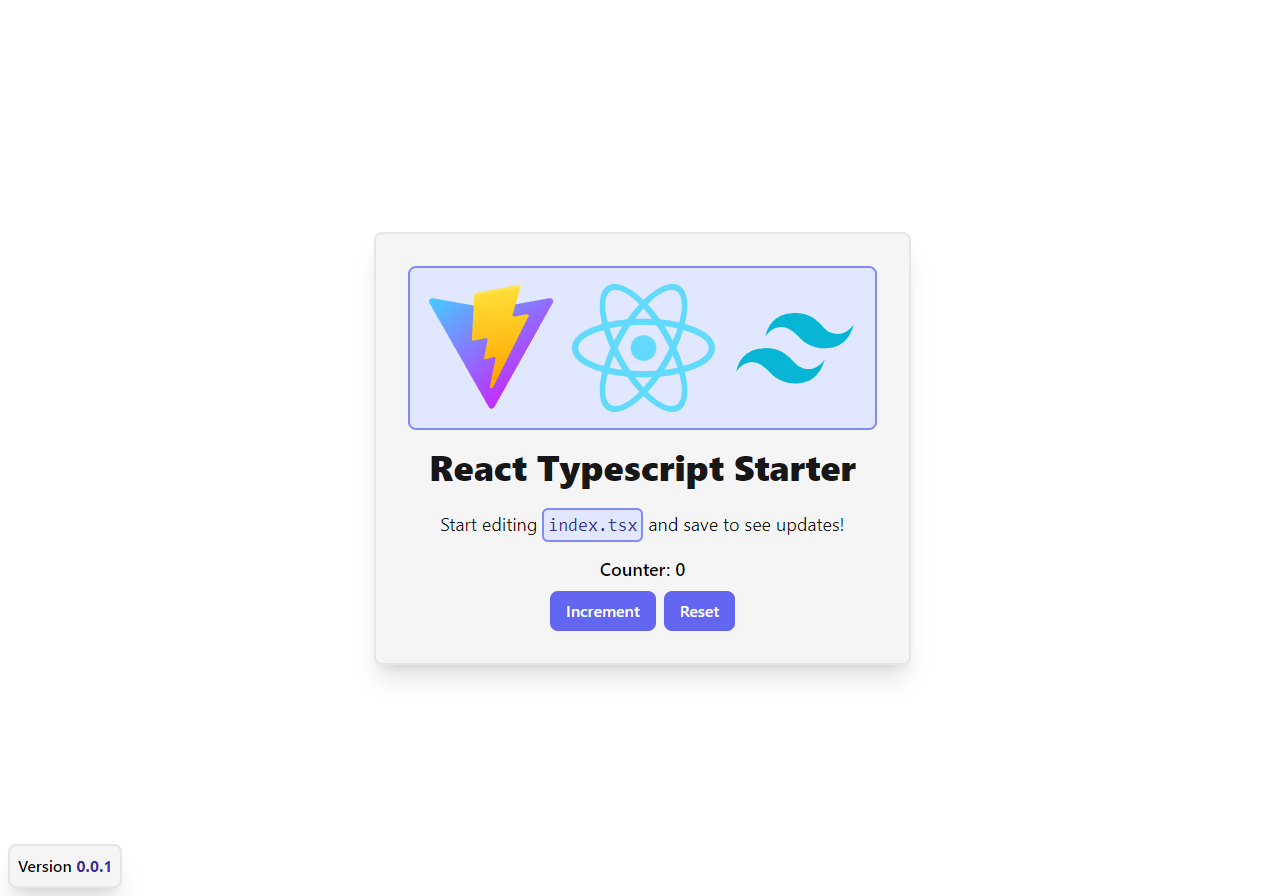 React Typescript Starter
Start editing index.tsx and save to see updates!
Counter: 0
Increment Reset
Version 0.0.1